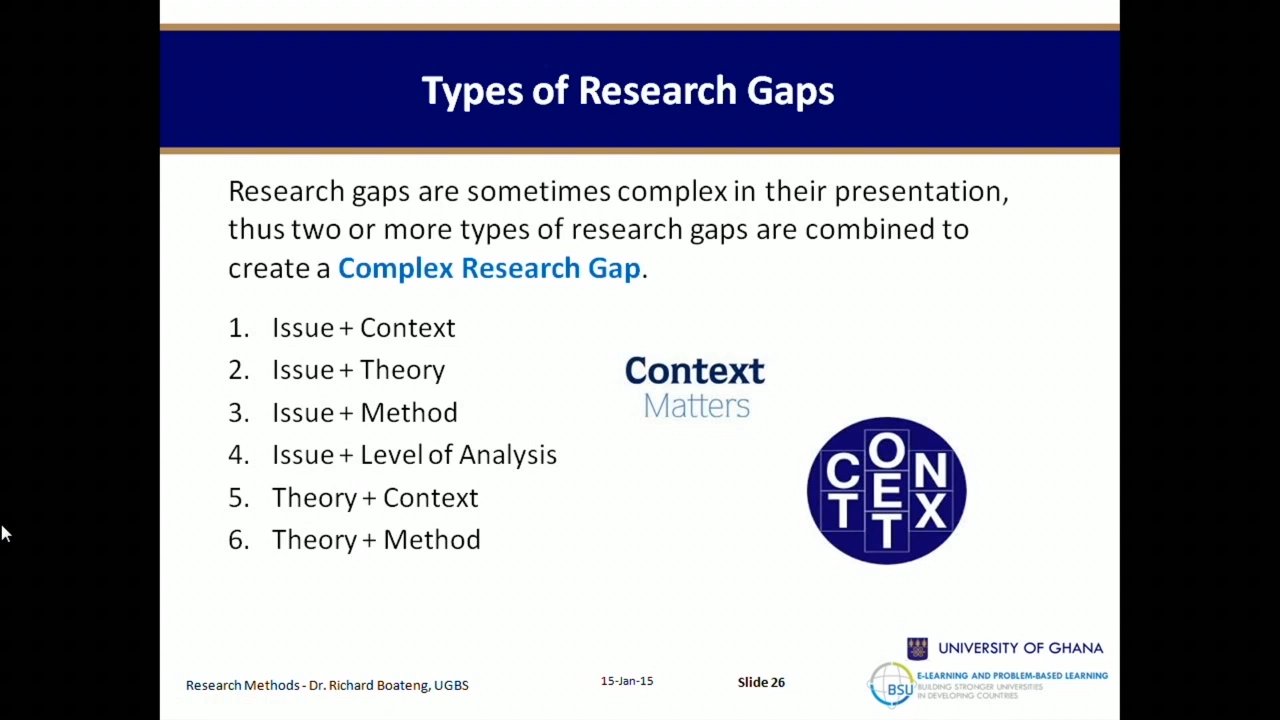 Types of Research Gaps
Research gaps are sometimes complex in their presentation,
thus two or more types of research gaps are combined to
create a Complex Research Gap.
1. Issue + Context
2. Issue + Theory
3. Issue + Method
4. Issue + Level of Analysis
5. Theory + Context
6. Theory + Method
Context
Matters
O
C N
E
T X
T
UNIVERSITY OF GHANA
BSU
E-LEARNING AND PROBLEM-BASED LEARNING
BUILDING STRONGER UNIVERSITIES
IN DEVELOPING COUNTRIES
Research Methods - Dr. Richard Boateng, UGBS
15-Jan-15
Slide 26